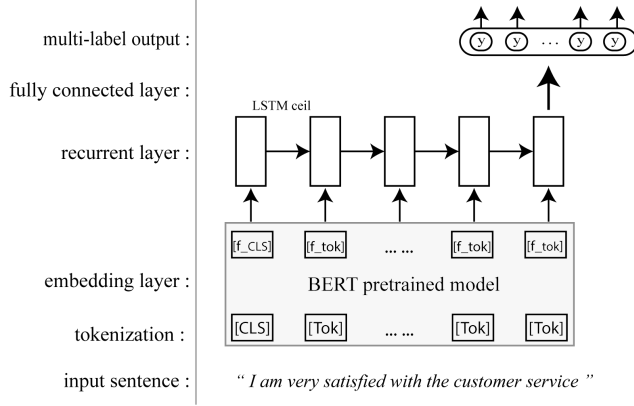 multi-label output : y y ... y y
fully connected layer :
LSTM ceil
recurrent layer :
[f_CLS] [f_tok] ... ... [f_tok] [f_tok]
embedding layer : BERT pretrained model
tokenization : [CLS] [Tok] ... ... [Tok] [Tok]
input sentence : “ I am very satisfied with the customer service ”